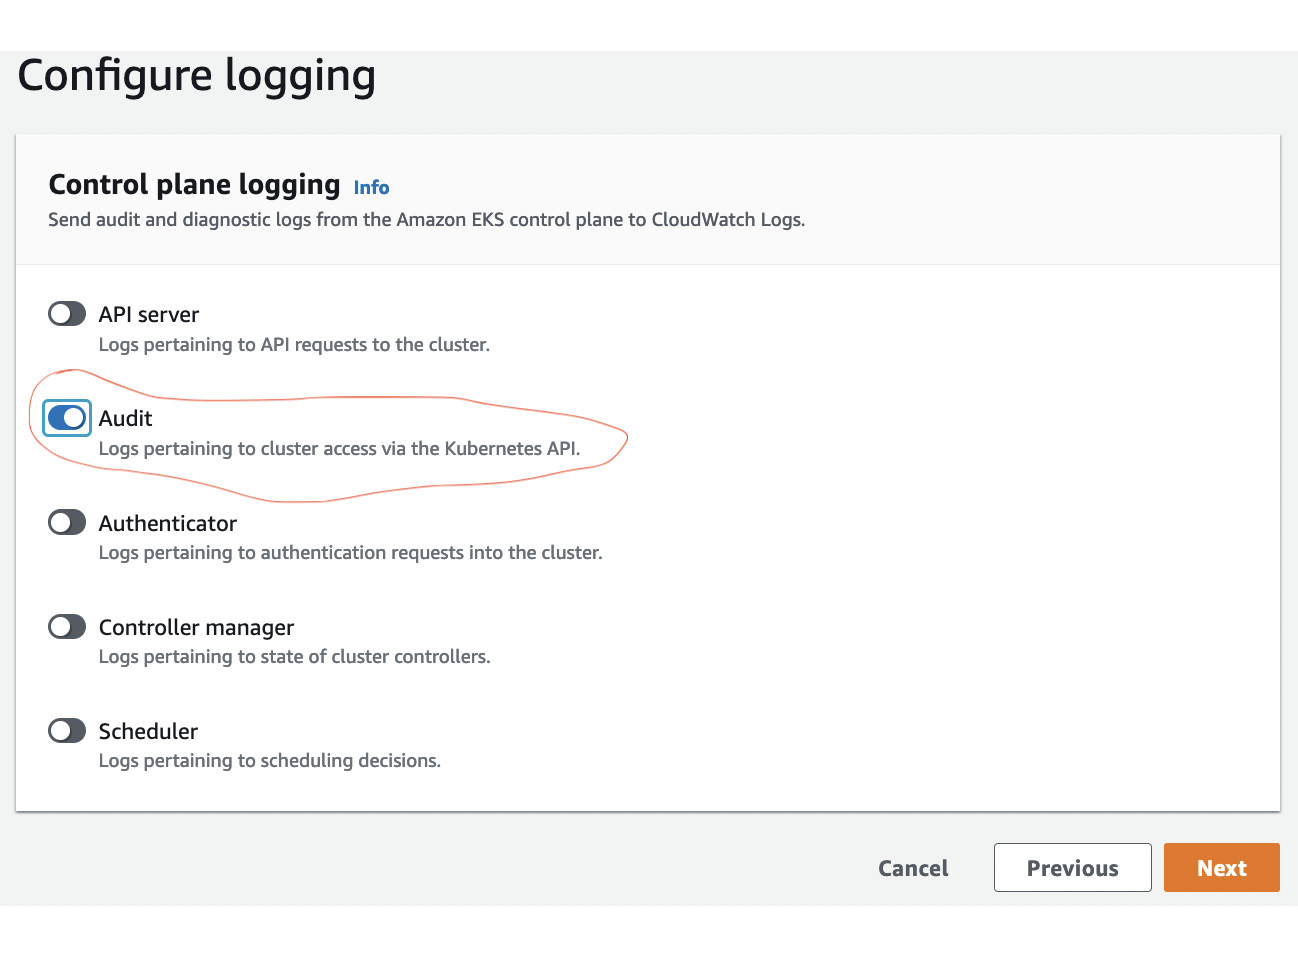 Configure logging
Control plane logging Info
Send audit and diagnostic logs from the Amazon EKS control plane to CloudWatch Logs.
API server
Logs pertaining to API requests to the cluster.
Audit
Logs pertaining to cluster access via the Kubernetes API.
Authenticator
Logs pertaining to authentication requests into the cluster.
Controller manager
Logs pertaining to state of cluster controllers.
Scheduler
Logs pertaining to scheduling decisions.
Cancel Previous Next